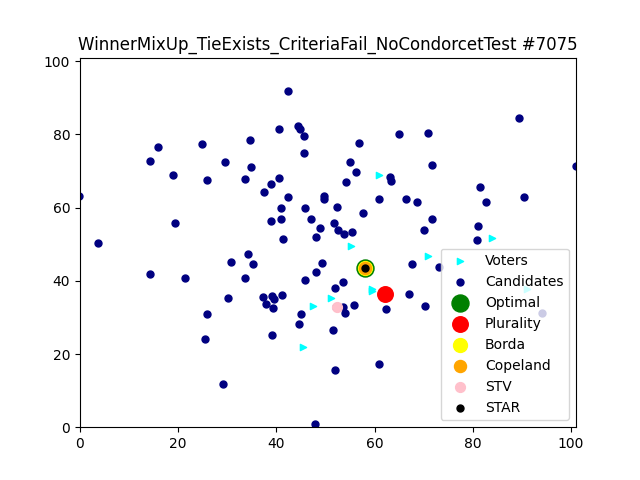 WinnerMixUp_TieExists_CriteriaFail_NoCondorcetTest #7075
100
80
60
40
20
0
0 20 40 60 80 100
Voters
Candidates
Optimal
Plurality
Borda
Copeland
STV
STAR